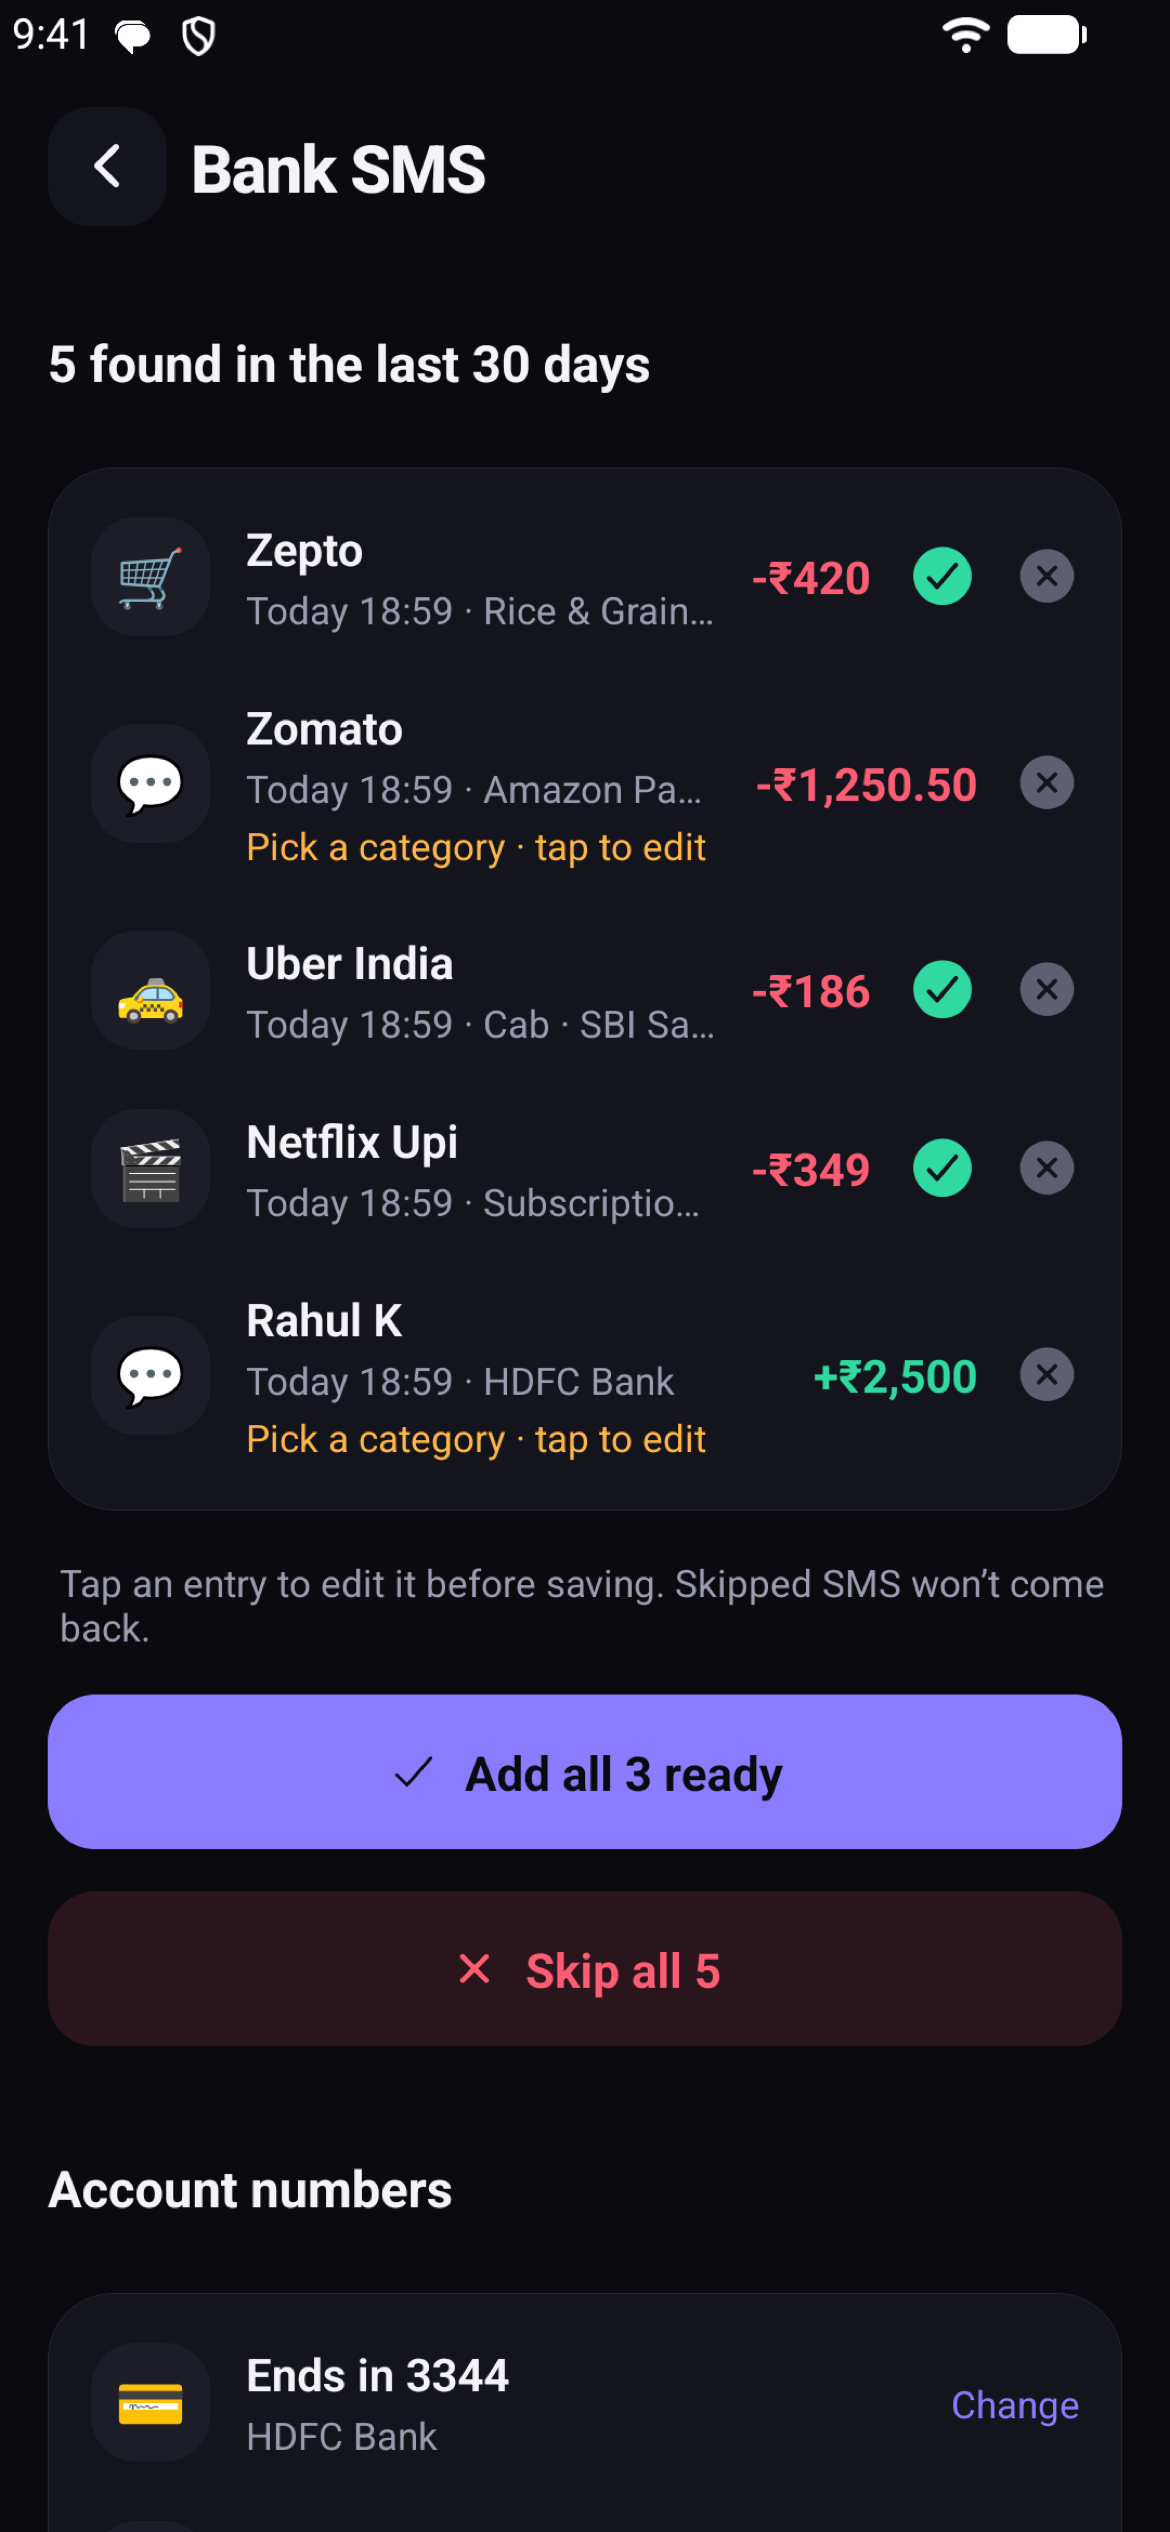 9:41
Bank SMS
5 found in the last 30 days
Zepto
Today 18:59 · Rice & Grain...
-₹420
Zomato
Today 18:59 · Amazon Pa...
Pick a category · tap to edit
-₹1,250.50
Uber India
Today 18:59 · Cab · SBI Sa...
-₹186
Netflix Upi
Today 18:59 · Subscriptio...
-₹349
Rahul K
Today 18:59 · HDFC Bank
Pick a category · tap to edit
+₹2,500
Tap an entry to edit it before saving. Skipped SMS won’t come
back.
Add all 3 ready
Skip all 5
Account numbers
Ends in 3344
HDFC Bank
Change